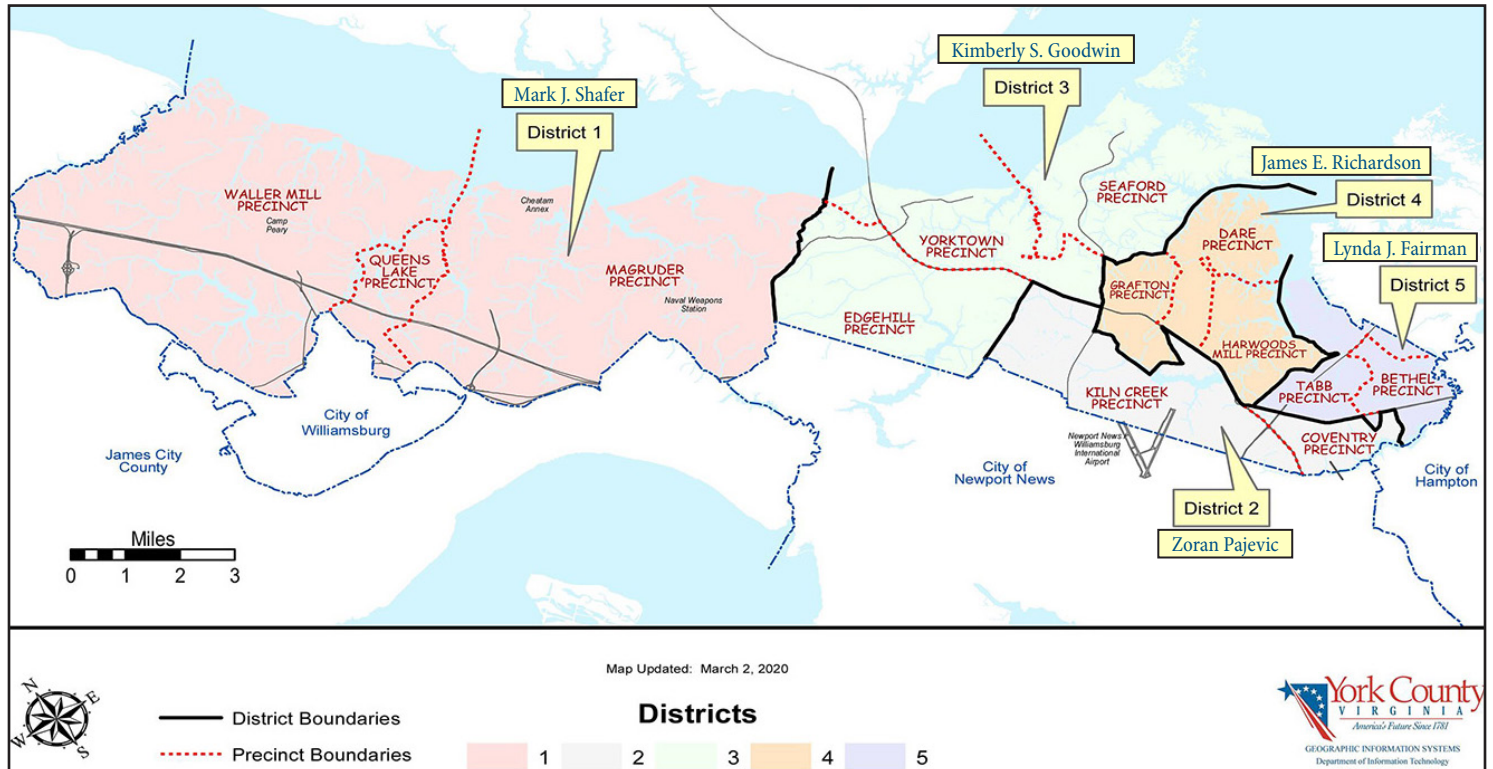 Kimberly S. Goodwin
District 3
Mark J. Shafer
District 1
James E. Richardson
District 4
Lynda J. Fairman
District 5
WALLER MILL
PRECINCT
Camp
Peary
Cheatam
Annex
QUEENS
LAKE
PRECINCT
MAGRUDER
PRECINCT
Naval Weapons
Station
SEAFORD
PRECINCT
YORKTOWN
PRECINCT
DARE
PRECINCT
GRAFTON
PRECINCT
EDGEHILL
PRECINCT
HARWOODS
MILL PRECINCT
KILN CREEK
PRECINCT
TABB
PRECINCT
BETHEL
PRECINCT
COVENTRY
PRECINCT
Newport News
Williamsburg
International
Airport
City of
Williamsburg
James City
County
City of
Newport News
City of
Hampton
District 2
Zoran Pajevic
Miles
0 1 2 3
Map Updated: March 2, 2020
N
E
W
S
District Boundaries
Precinct Boundaries
Districts
1 2 3 4 5
York County
VIRGINIA
America's Future Since 1781
GEOGRAPHIC INFORMATION SYSTEMS
Department of Information Technology